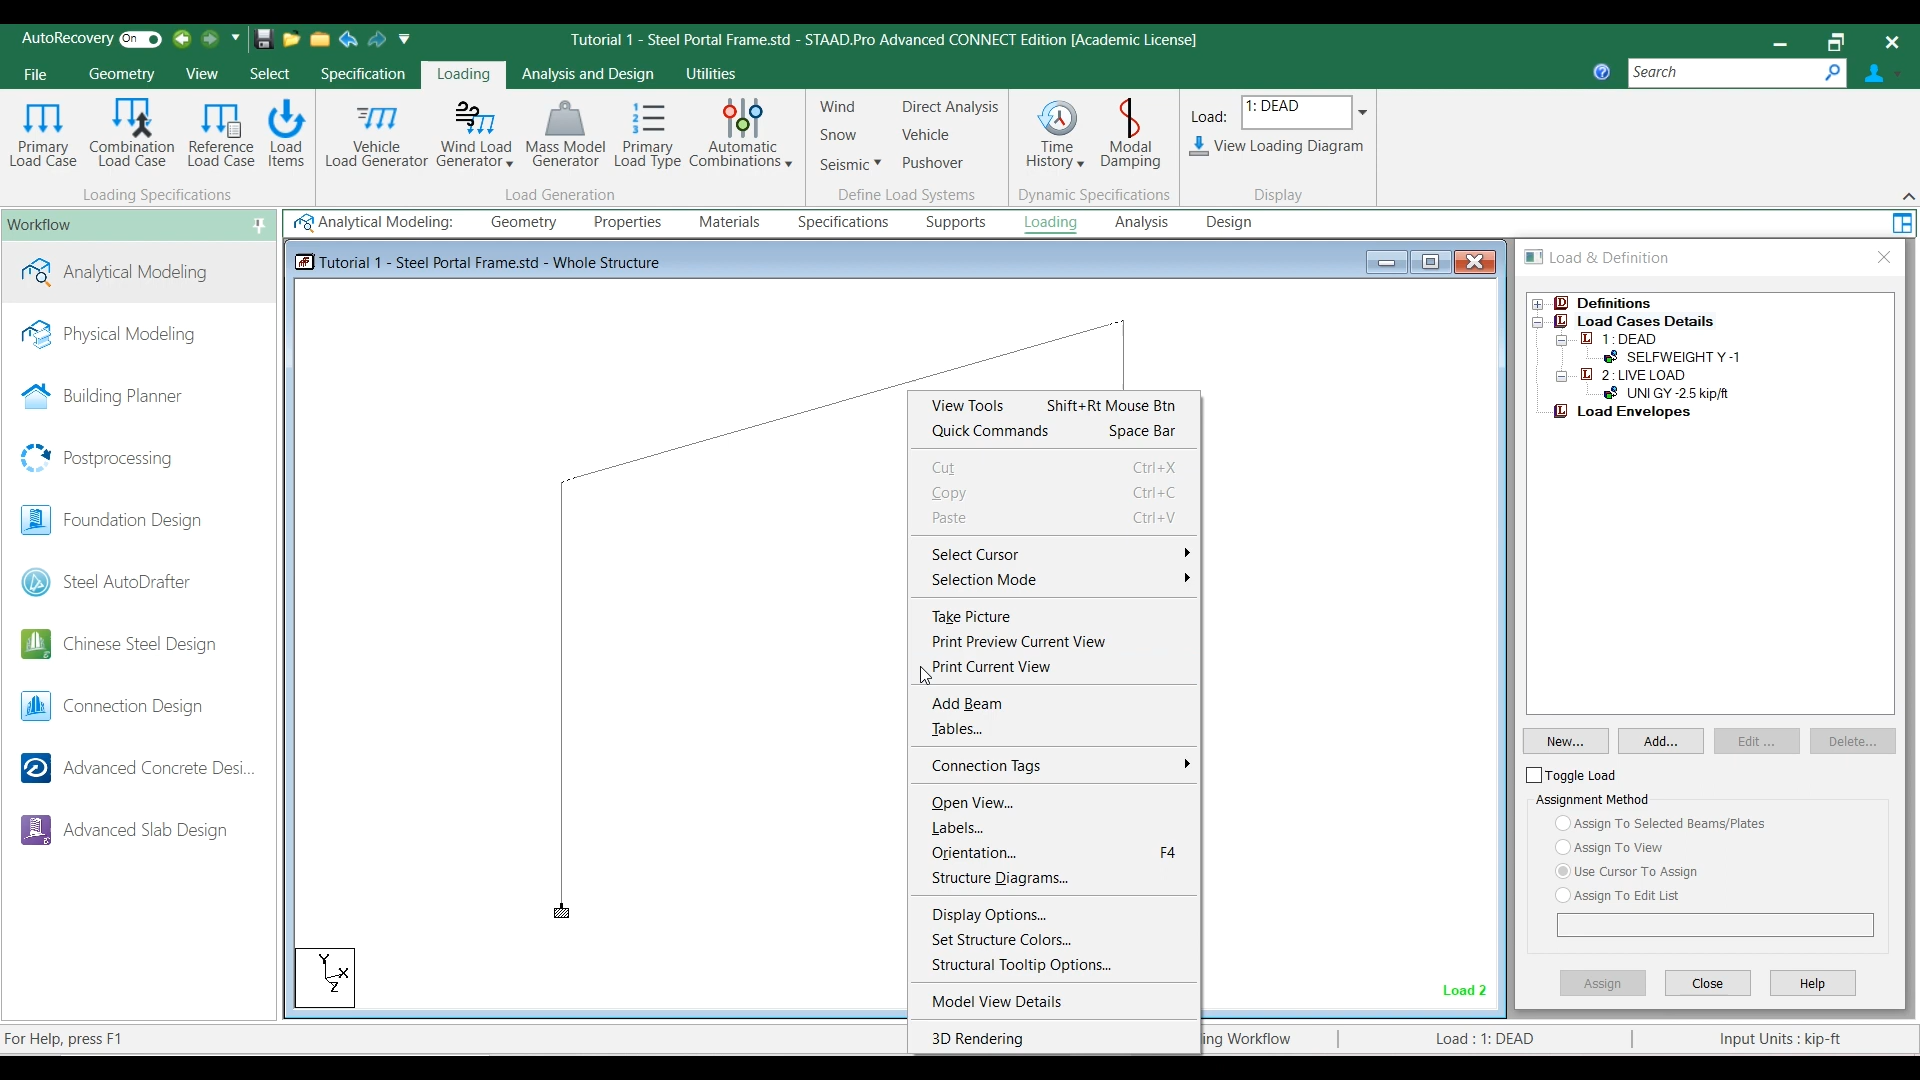 AutoRecovery On
Tutorial 1 - Steel Portal Frame.std - STAAD.Pro Advanced CONNECT Edition [Academic License]
File Geometry View Select Specification Loading Analysis and Design Utilities
Search
Primary Load Case
Combination Load Case
Reference Load Case
Load Items
Loading Specifications
Vehicle Load Generator
Wind Load Generator
Mass Model Generator
Primary Load Type
Automatic Combinations
Load Generation
Wind
Snow
Seismic
Direct Analysis
Vehicle
Pushover
Define Load Systems
Time History
Modal Damping
Dynamic Specifications
Load: 1: DEAD
View Loading Diagram
Display
Workflow
Analytical Modeling
Physical Modeling
Building Planner
Postprocessing
Foundation Design
Steel AutoDrafter
Chinese Steel Design
Connection Design
Advanced Concrete Desi...
Advanced Slab Design
Analytical Modeling: Geometry Properties Materials Specifications Supports Loading Analysis Design
Tutorial 1 - Steel Portal Frame.std - Whole Structure
View Tools Shift+Rt Mouse Btn
Quick Commands Space Bar
Cut Ctrl+X
Copy Ctrl+C
Paste Ctrl+V
Select Cursor
Selection Mode
Take Picture
Print Preview Current View
Print Current View
Add Beam
Tables...
Connection Tags
Open View...
Labels...
Orientation... F4
Structure Diagrams...
Display Options...
Set Structure Colors...
Structural Tooltip Options...
Model View Details
3D Rendering
Y
X
Z
Load 2
Load & Definition
D Definitions
L Load Cases Details
L 1 : DEAD
SELFWEIGHT Y -1
L 2 : LIVE LOAD
UNI GY -2.5 kip/ft
L Load Envelopes
New... Add... Edit ... Delete...
Toggle Load
Assignment Method
Assign To Selected Beams/Plates
Assign To View
Use Cursor To Assign
Assign To Edit List
Assign Close Help
For Help, press F1
ing Workflow
Load : 1: DEAD
Input Units : kip-ft